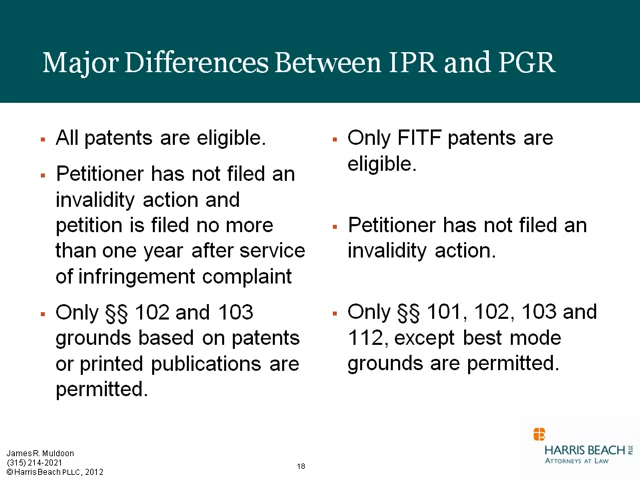 Major Differences Between IPR and PGR
▪ All patents are eligible.
▪ Petitioner has not filed an
invalidity action and
petition is filed no more
than one year after service
of infringement complaint
▪ Only §§ 102 and 103
grounds based on patents
or printed publications are
permitted.
▪ Only FITF patents are
eligible.
▪ Petitioner has not filed an
invalidity action.
▪ Only §§ 101, 102, 103 and
112, except best mode
grounds are permitted.
James R. Muldoon
(315) 214-2021
© Harris Beach PLLC, 2012
18
HARRIS BEACH PLLC
ATTORNEYS AT LAW